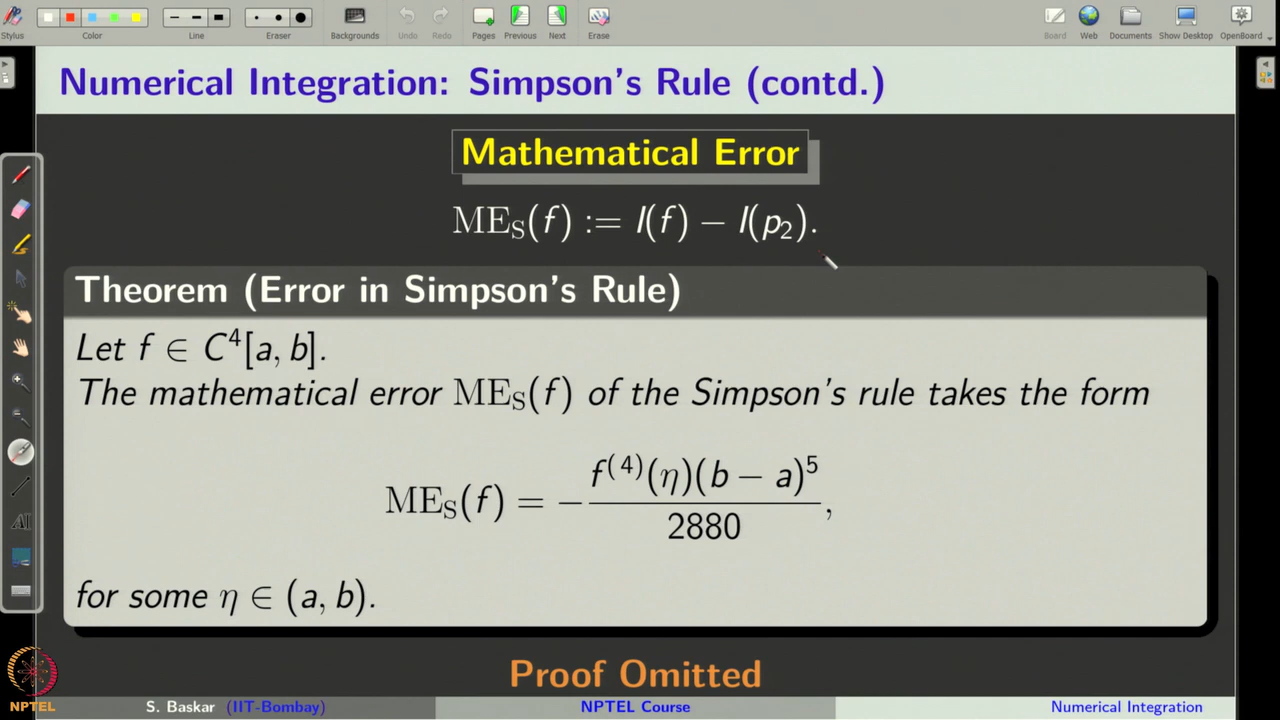 Stylus Color Line Eraser Backgrounds Undo Redo Pages Previous Next Erase Board Web Documents Show Desktop OpenBoard
Numerical Integration: Simpson's Rule (contd.)
Mathematical Error
ME_S(f) := I(f) − I(p₂).
Theorem (Error in Simpson's Rule)
Let f ∈ C⁴[a, b].
The mathematical error ME_S(f) of the Simpson's rule takes the form
ME_S(f) = − f⁽⁴⁾(η)(b − a)⁵ / 2880 ,
for some η ∈ (a, b).
Proof Omitted
NPTEL
S. Baskar (IIT-Bombay) NPTEL Course Numerical Integration